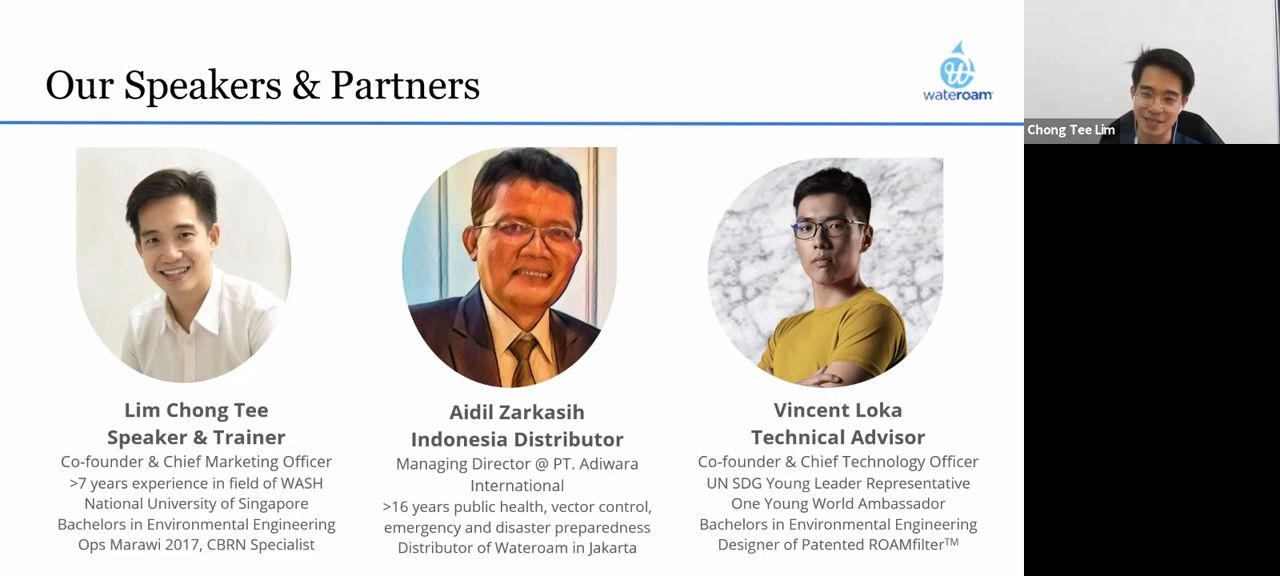 Our Speakers & Partners
wateroam
Chong Tee Lim
Lim Chong Tee
Speaker & Trainer
Co-founder & Chief Marketing Officer
>7 years experience in field of WASH
National University of Singapore
Bachelors in Environmental Engineering
Ops Marawi 2017, CBRN Specialist
Aidil Zarkasih
Indonesia Distributor
Managing Director @ PT. Adiwara
International
>16 years public health, vector control,
emergency and disaster preparedness
Distributor of Wateroam in Jakarta
Vincent Loka
Technical Advisor
Co-founder & Chief Technology Officer
UN SDG Young Leader Representative
One Young World Ambassador
Bachelors in Environmental Engineering
Designer of Patented ROAMfilter™